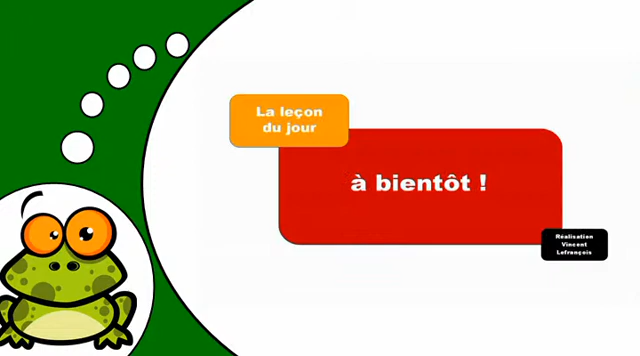 La leçon
du jour
à bientôt !
Réalisation
Vincent
Lefrançois